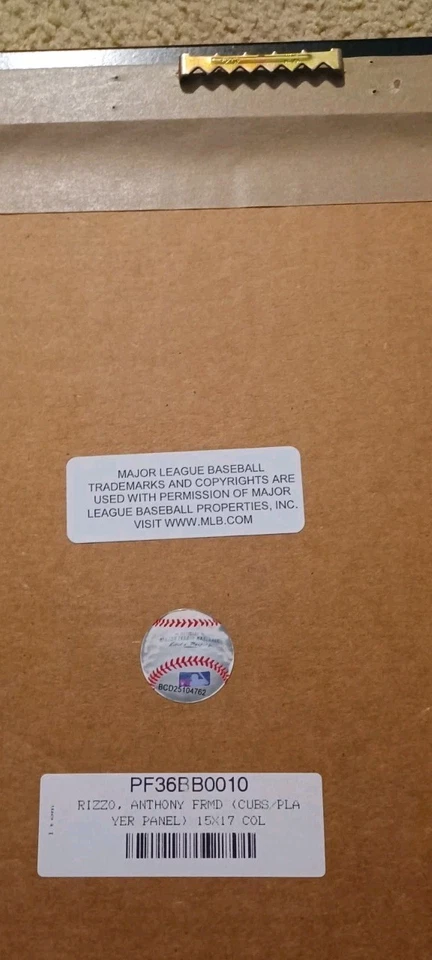 MAJOR LEAGUE BASEBALL
TRADEMARKS AND COPYRIGHTS ARE
USED WITH PERMISSION OF MAJOR
LEAGUE BASEBALL PROPERTIES, INC.
VISIT WWW.MLB.COM
BCD25104762
PF36BB0010
RIZZO, ANTHONY FRMD (CUBS/PLA
YER PANEL) 15X17 COL